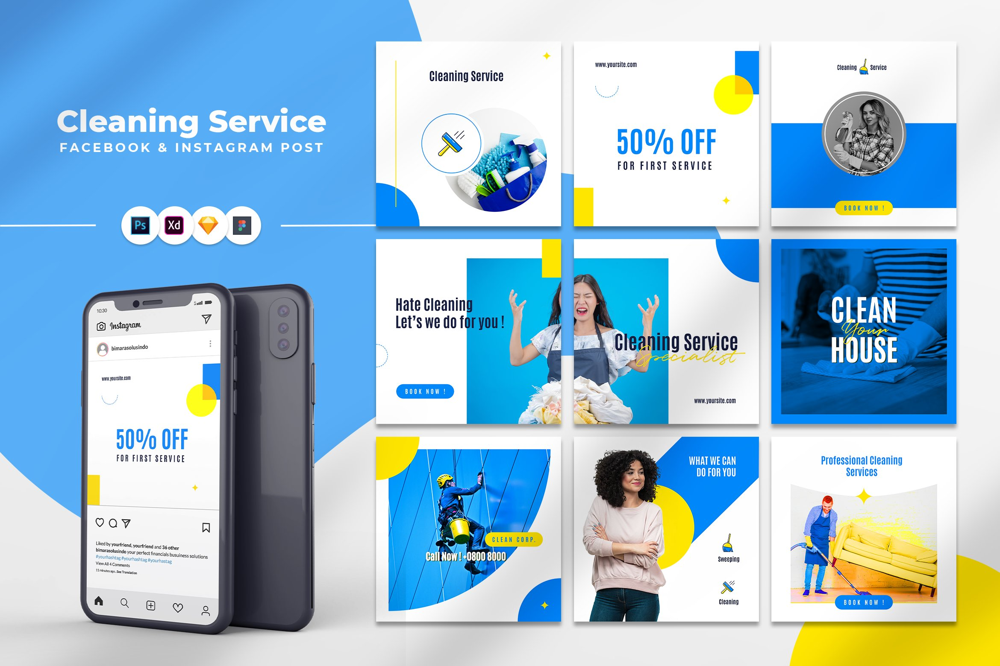 Cleaning Service
FACEBOOK & INSTAGRAM POST
Ps
Xd
10:30
Instagram
bimarasolusindo
www.yoursite.com
50% OFF
FOR FIRST SERVICE
Liked by yourfriend, yourfriend and 36 other
bimarasolusindo your perfect financials busuiness solutions
#yourhashtag #yourhashtag #yourhastag
View All 4 Comments
11 minutes ago . See Translation
Cleaning Service
www.yoursite.com
50% OFF
FOR FIRST SERVICE
Cleaning Service
BOOK NOW !
Hate Cleaning
Let's we do for you !
BOOK NOW !
Cleaning Service
Specialist
www.yoursite.com
CLEAN
Your
HOUSE
CLEAN CORP.
Call Now ! +0800 8000
WHAT WE CAN
DO FOR YOU
Sweeping
Cleaning
Professional Cleaning
Services
BOOK NOW !